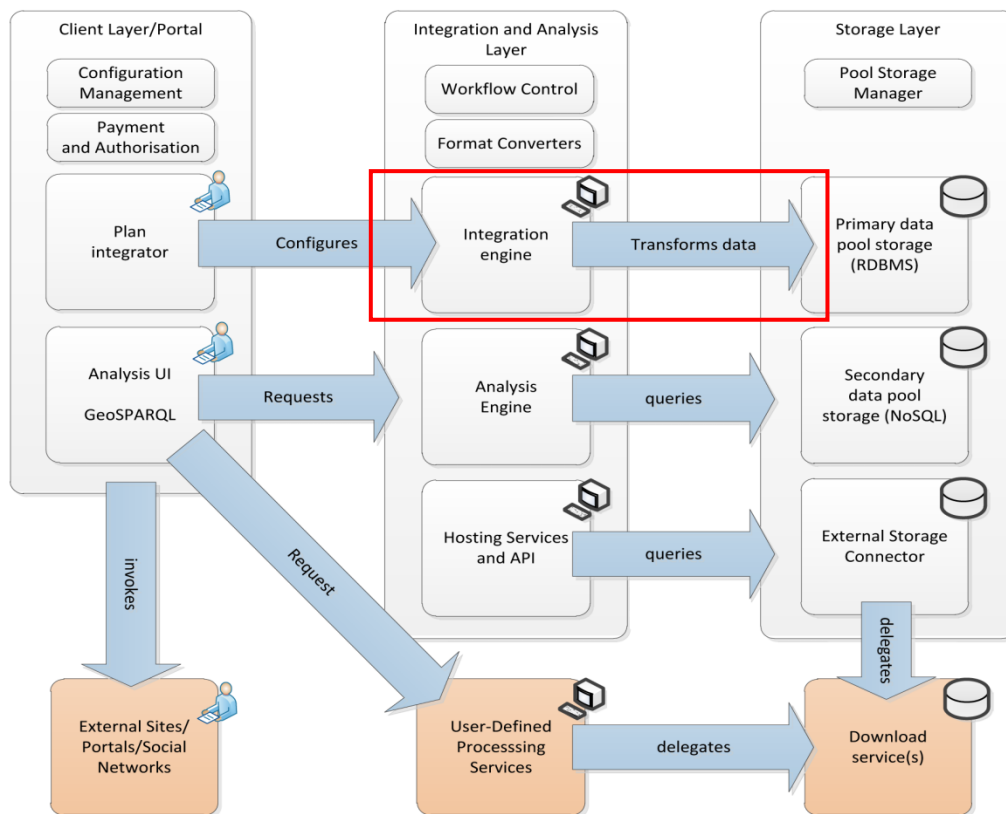 Client Layer/Portal
Configuration
Management
Payment
and Authorisation
Plan
integrator
Configures
Analysis UI
GeoSPARQL
Requests
invokes
Request
External Sites/
Portals/Social
Networks
Integration and Analysis
Layer
Workflow Control
Format Converters
Integration
engine
Transforms data
Analysis
Engine
queries
Hosting Services
and API
queries
User-Defined
Processsing
Services
delegates
Storage Layer
Pool Storage
Manager
Primary data
pool storage
(RDBMS)
Secondary
data pool
storage (NoSQL)
External Storage
Connector
delegates
Download
service(s)